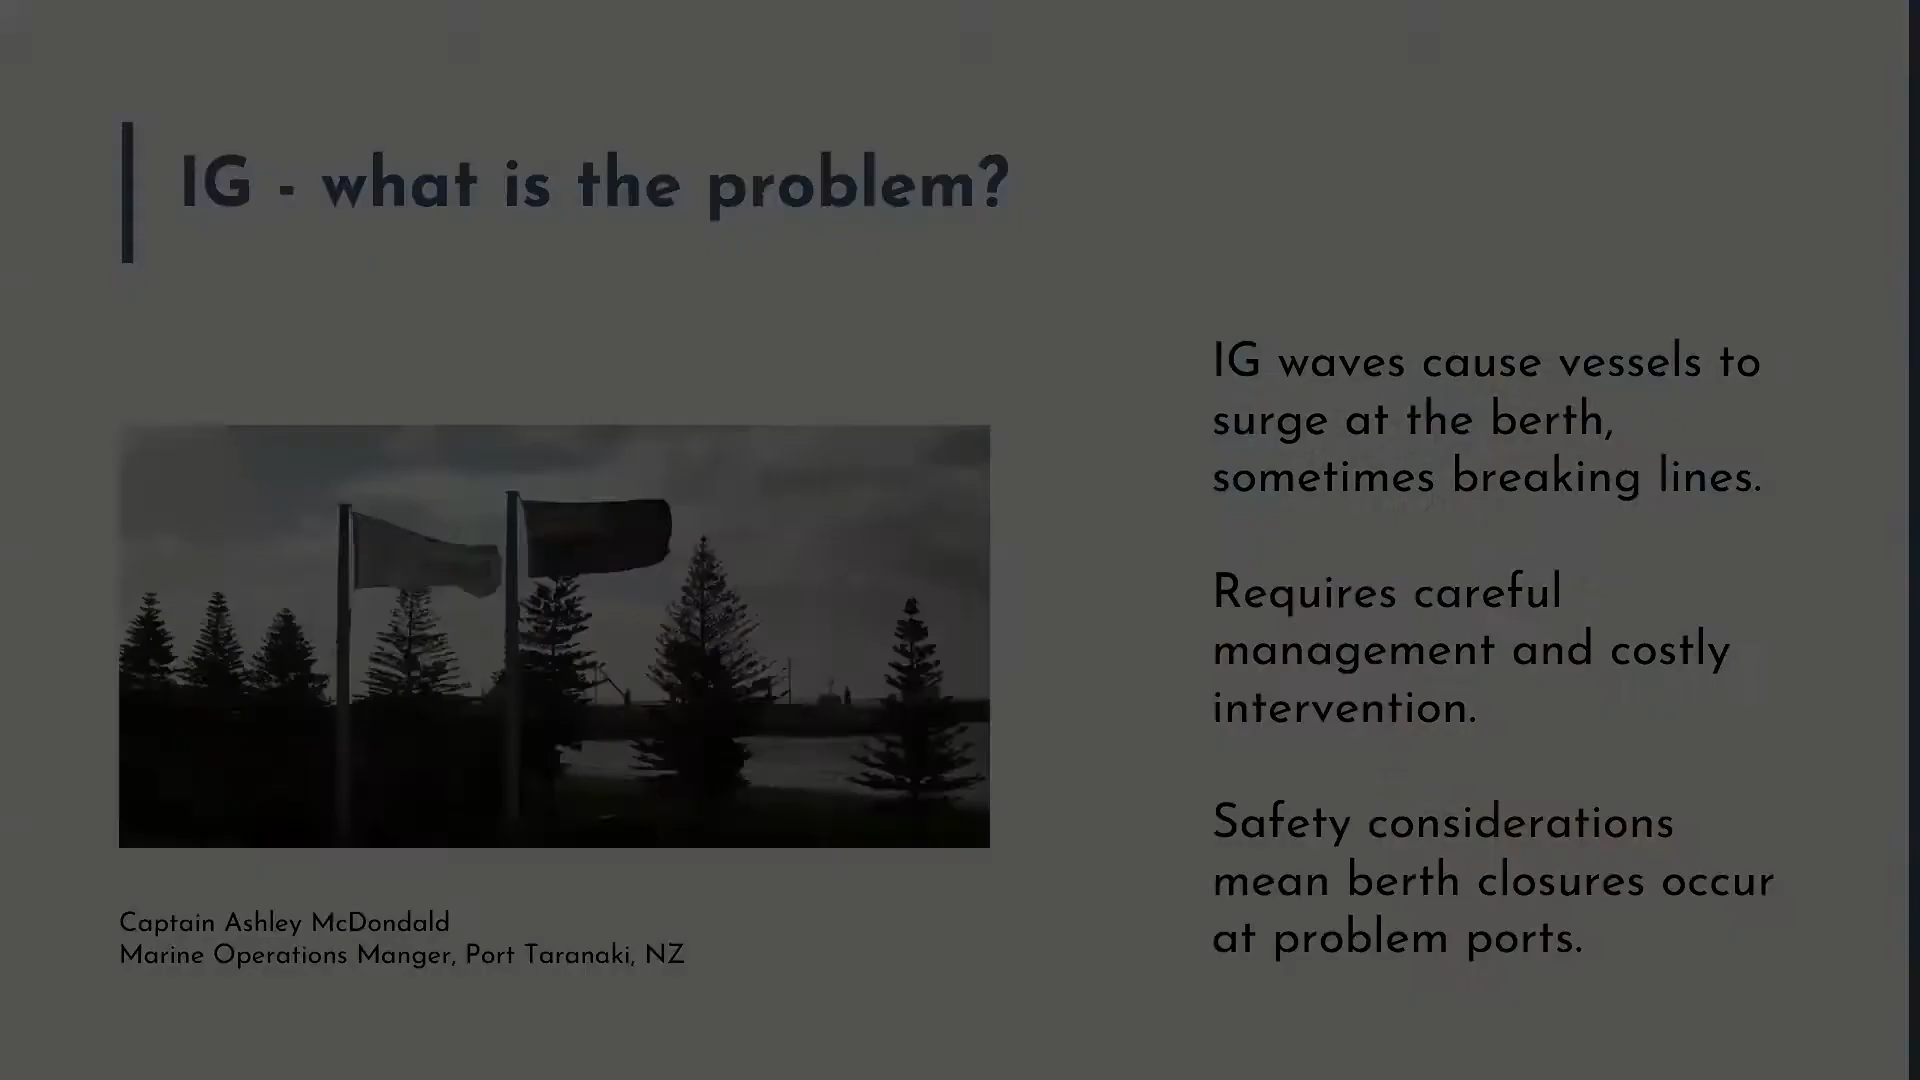 IG - what is the problem?
IG waves cause vessels to
surge at the berth,
sometimes breaking lines.
Requires careful
management and costly
intervention.
Safety considerations
mean berth closures occur
at problem ports.
Captain Ashley McDondald
Marine Operations Manger, Port Taranaki, NZ